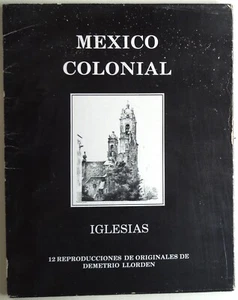 MEXICO
COLONIAL
IGLESIAS
12 REPRODUCCIONES DE ORIGINALES DE
DEMETRIO LLORDEN